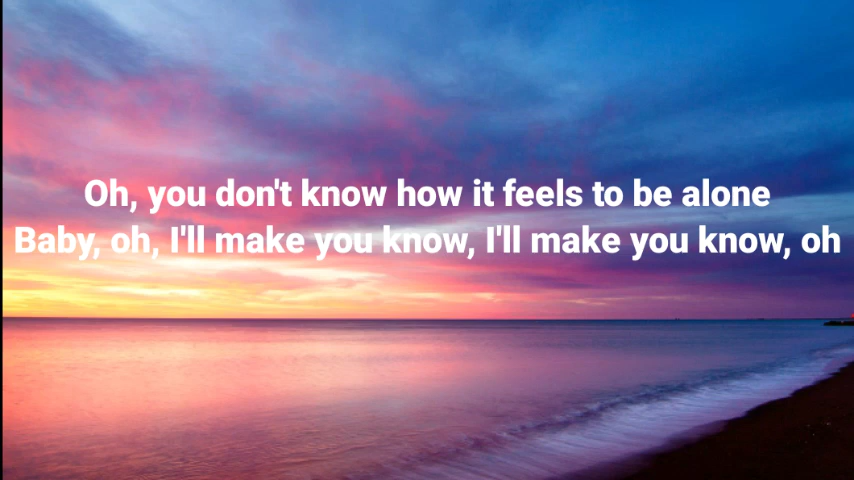 Oh, you don't know how it feels to be alone
Baby, oh, I'll make you know, I'll make you know, oh